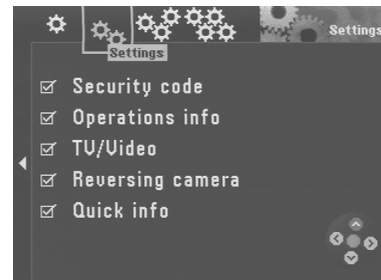 Settings
Settings
Security code
Operations info
TV/Video
Reversing camera
Quick info